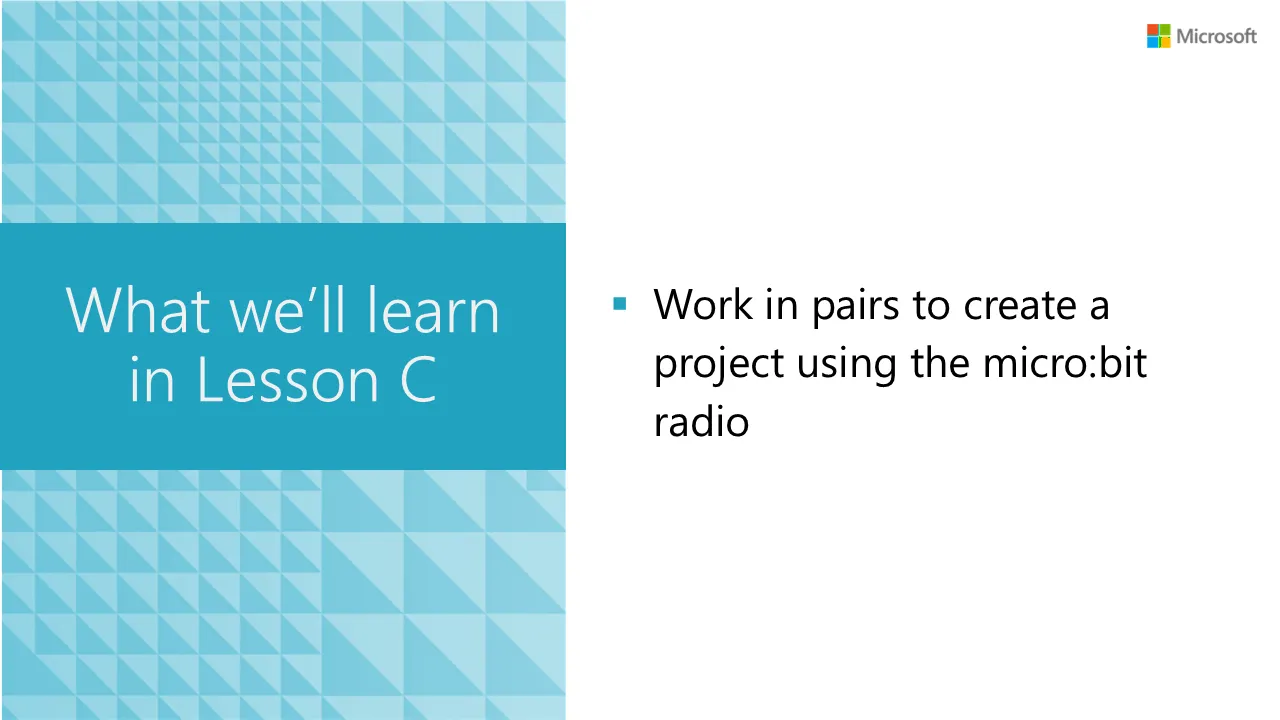 Microsoft
What we’ll learn
in Lesson C
▪ Work in pairs to create a
project using the micro:bit
radio